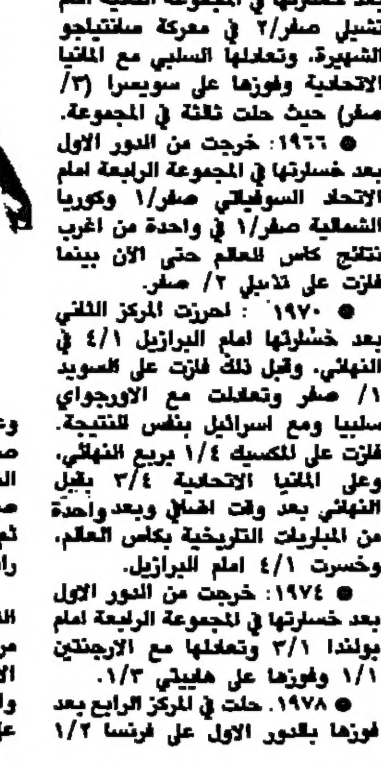 بعد خسارتها في المجموعة الثانية امام
تشيل صفر/٢ في معركة سانتياجو
الشهيرة، وتعادلها السلبي مع المانيا
الاتحادية وفوزها على سويسرا (٣/
صفر) حيث حلت ثالثة في المجموعة.
● ١٩٦٦: خرجت من الدور الاول
بعد خسارتها في المجموعة الرابعة امام
الاتحاد السوفياتي صفر/١ وكوريا
الشمالية صفر/١ في واحدة من اغرب
نتائج كاس العالم حتى الآن بينما
فازت على تشيلي ٢/ صفر.
● ١٩٧٠ : احرزت المركز الثاني
بعد خسارتها امام البرازيل ٤/١ في
النهائي. وقبل ذلك فازت على السويد
١/ صفر وتعادلت مع الاورجواي
سلبيا ومع اسرائيل بنفس النتيجة.
فازت على المكسيك ١/٤ بربع النهائي.
وعلى المانيا الاتحادية ٣/٤ بقبل
النهائي بعد وقت اضافي وبعد واحدة
من المباريات التاريخية بكاس العالم.
وخسرت ٤/١ امام البرازيل.
● ١٩٧٤: خرجت من الدور الاول
بعد خسارتها في المجموعة الرابعة امام
بولندا ٣/١ وتعادلها مع الارجنتين
١/١ وفوزها على هاييتي ١/٣.
● ١٩٧٨. حلت في المركز الرابع بعد
فوزها بالدور الاول على فرنسا ١/٢